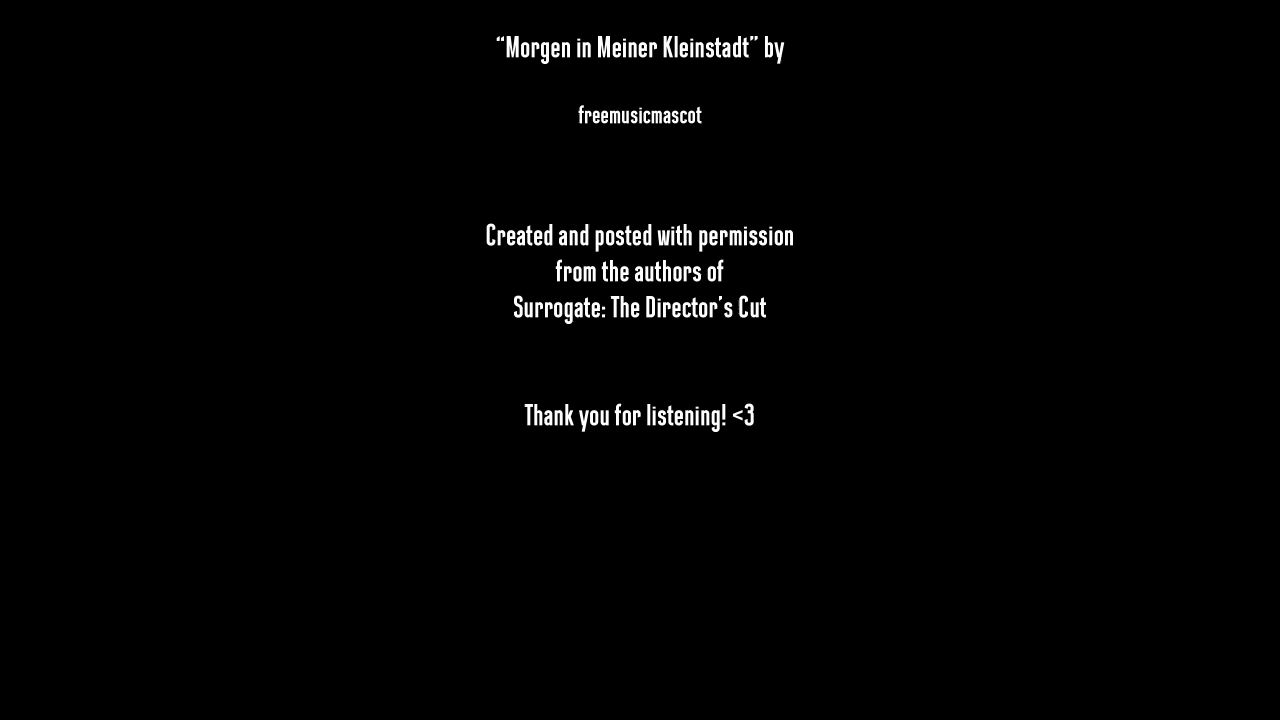 “Morgen in Meiner Kleinstadt” by
freemusicmascot
Created and posted with permission
from the authors of
Surrogate: The Director’s Cut
Thank you for listening! <3